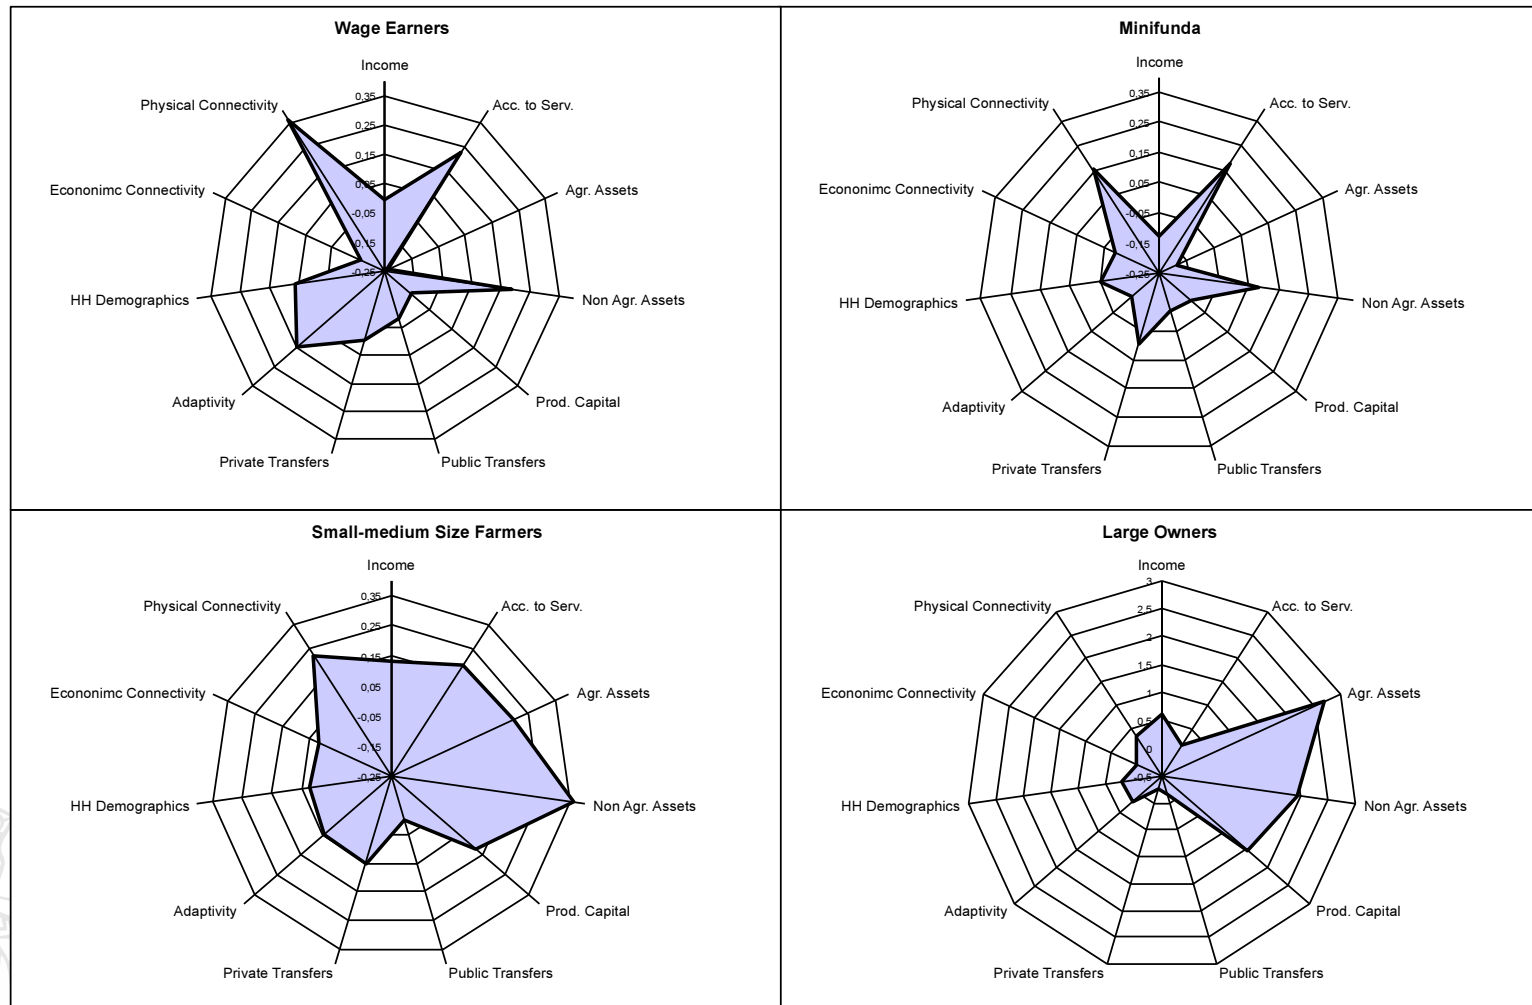 Wage Earners
Income
0,35
0,25
0,15
0,05
-0,05
-0,15
-0,25
Acc. to Serv.
Agr. Assets
Non Agr. Assets
Prod. Capital
Public Transfers
Private Transfers
Adaptivity
HH Demographics
Econonimc Connectivity
Physical Connectivity
Minifunda
Income
0,35
0,25
0,15
0,05
-0,05
-0,15
-0,25
Acc. to Serv.
Agr. Assets
Non Agr. Assets
Prod. Capital
Public Transfers
Private Transfers
Adaptivity
HH Demographics
Econonimc Connectivity
Physical Connectivity
Small-medium Size Farmers
Income
0,35
0,25
0,15
0,05
-0,05
-0,15
-0,25
Acc. to Serv.
Agr. Assets
Non Agr. Assets
Prod. Capital
Public Transfers
Private Transfers
Adaptivity
HH Demographics
Econonimc Connectivity
Physical Connectivity
Large Owners
Income
3
2,5
2
1,5
1
0,5
0
-0,5
Acc. to Serv.
Agr. Assets
Non Agr. Assets
Prod. Capital
Public Transfers
Private Transfers
Adaptivity
HH Demographics
Econonimc Connectivity
Physical Connectivity